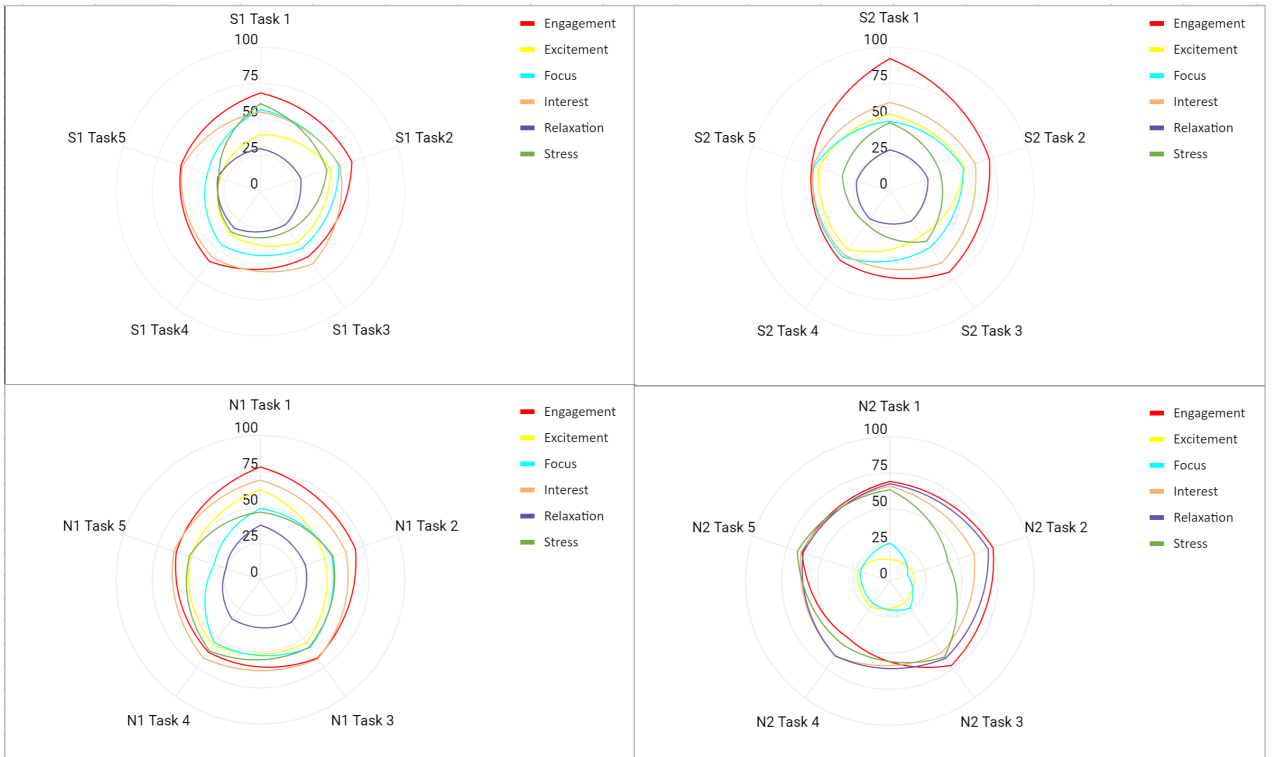 S1 Task 1
100
75
50
25
0
S1 Task2
S1 Task3
S1 Task4
S1 Task5
Engagement
Excitement
Focus
Interest
Relaxation
Stress
S2 Task 1
100
75
50
25
0
S2 Task 2
S2 Task 3
S2 Task 4
S2 Task 5
Engagement
Excitement
Focus
Interest
Relaxation
Stress
N1 Task 1
100
75
50
25
0
N1 Task 2
N1 Task 3
N1 Task 4
N1 Task 5
Engagement
Excitement
Focus
Interest
Relaxation
Stress
N2 Task 1
100
75
50
25
0
N2 Task 2
N2 Task 3
N2 Task 4
N2 Task 5
Engagement
Excitement
Focus
Interest
Relaxation
Stress